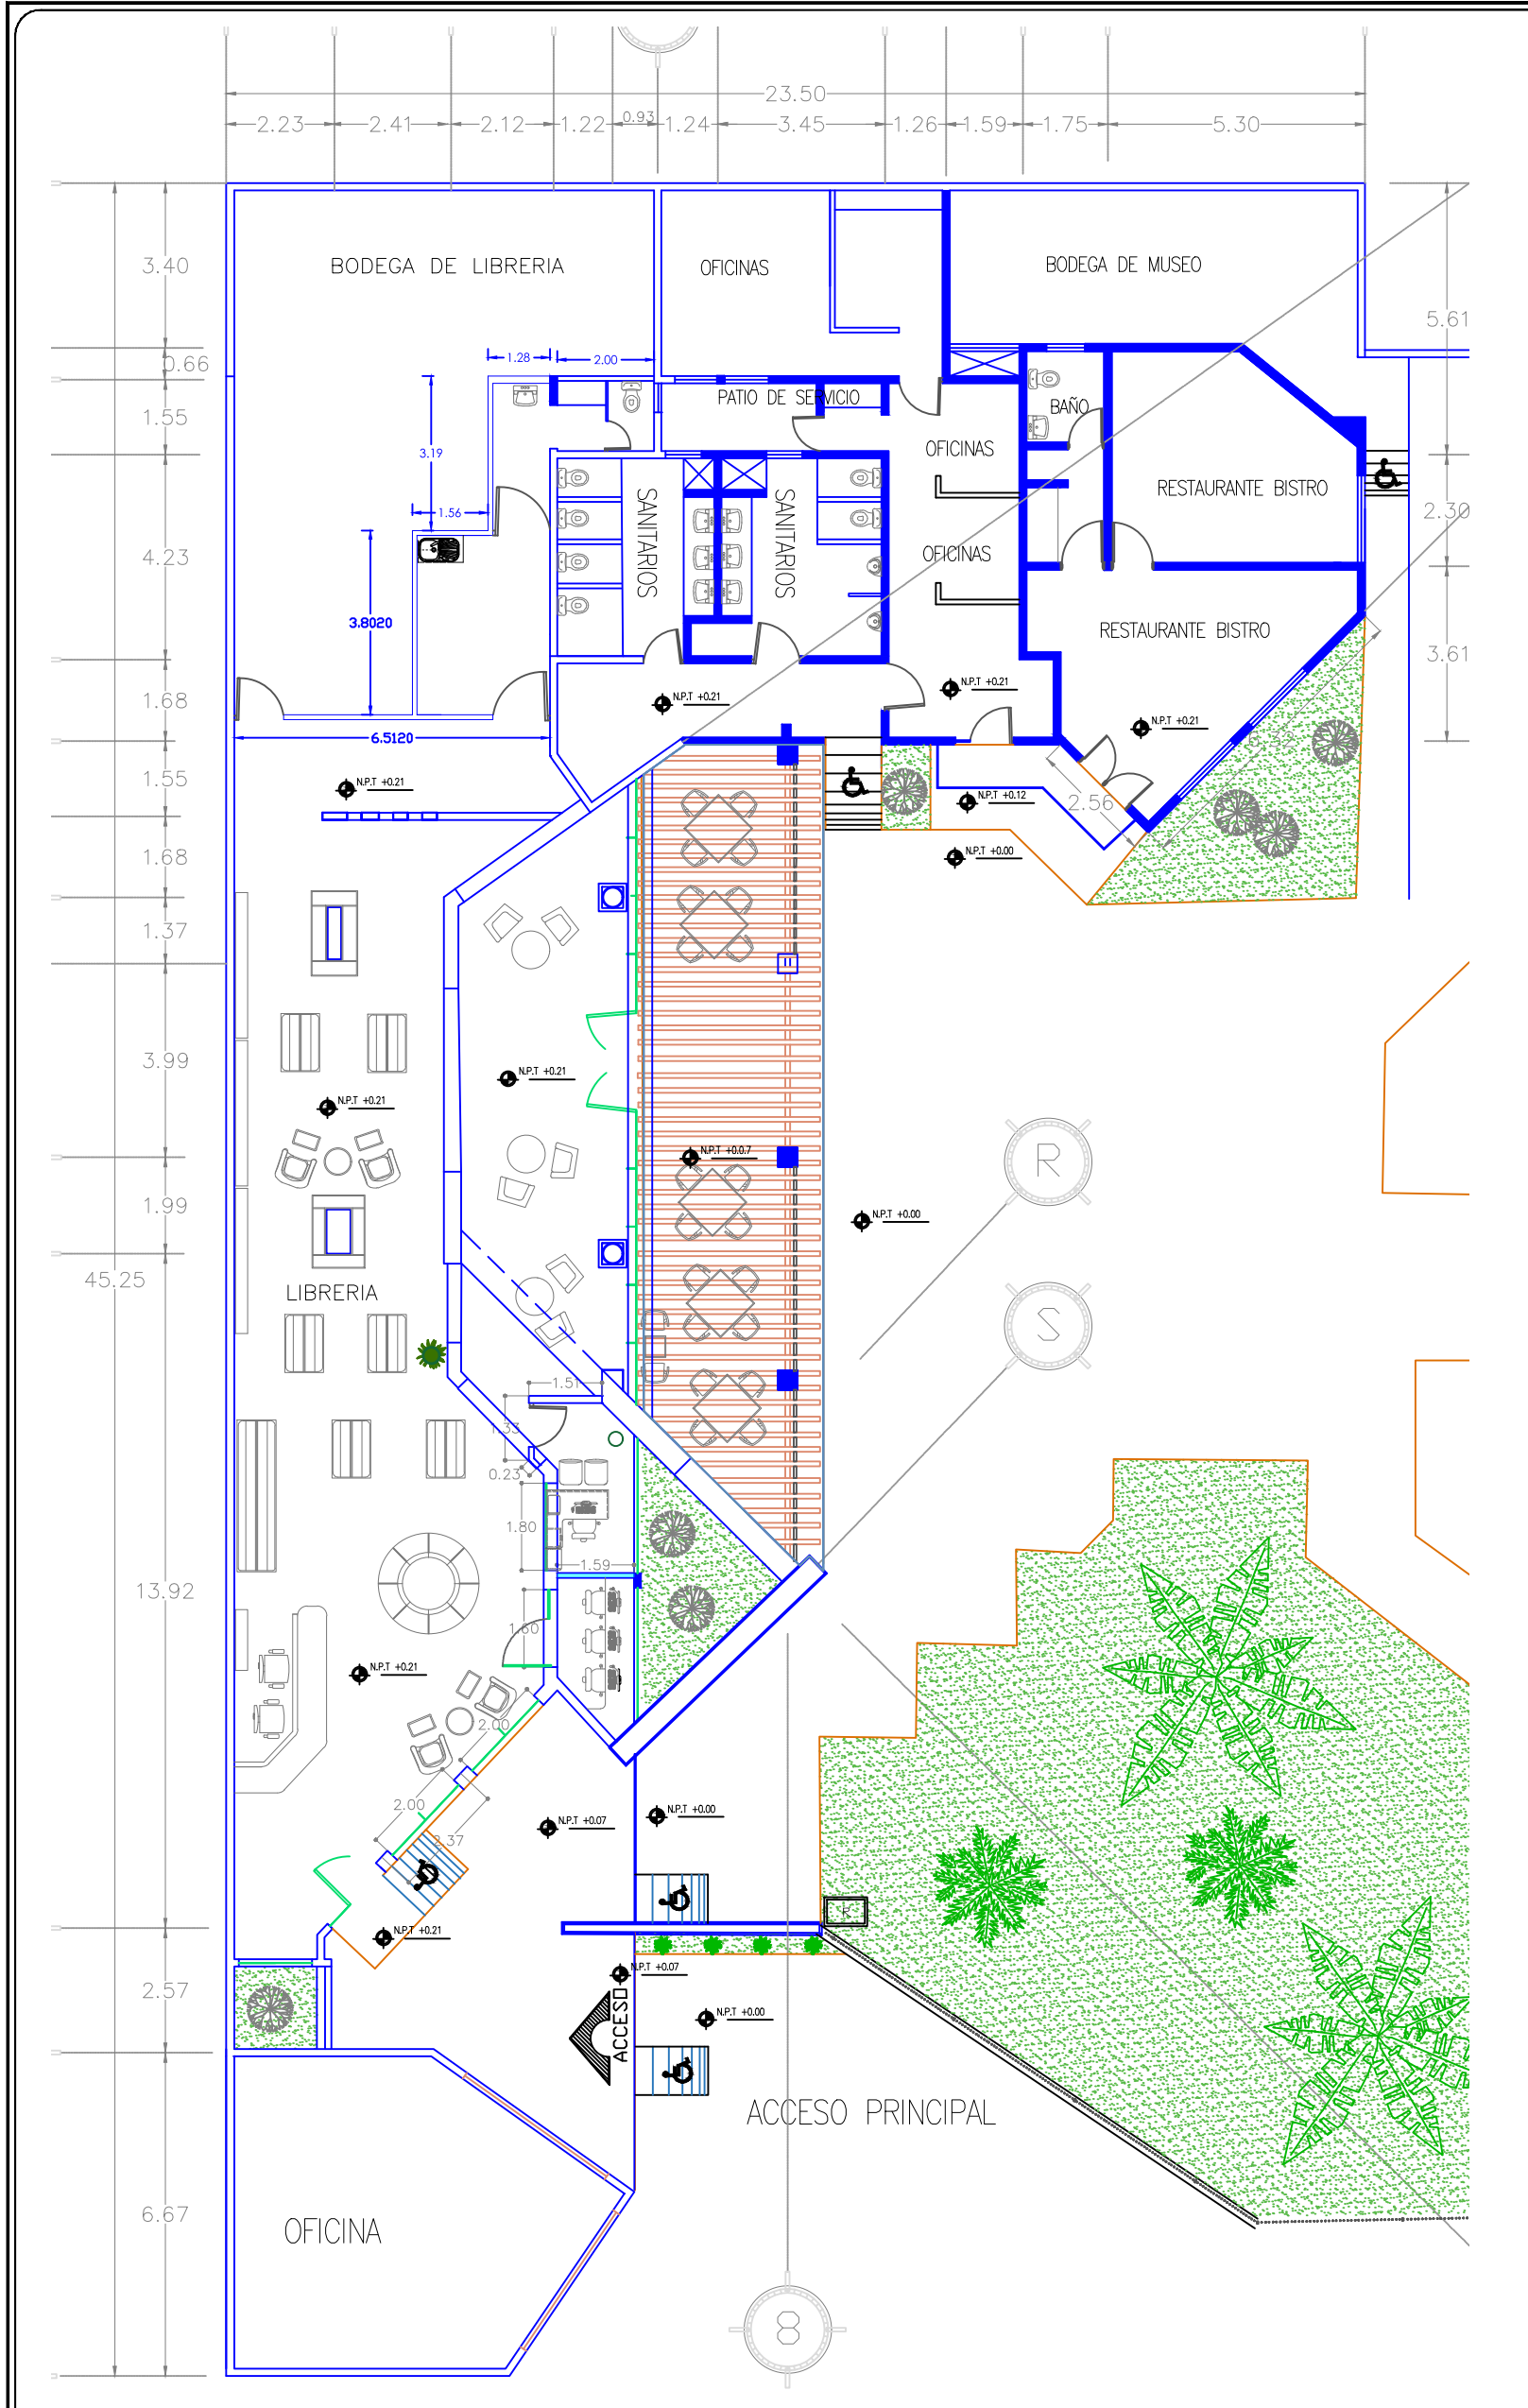 23.50
2.23
2.41
2.12
1.22
0.93
1.24
3.45
1.26
1.59
1.75
5.30
BODEGA DE LIBRERIA
OFICINAS
BODEGA DE MUSEO
3.40
5.61
0.66
1.28
2.00
PATIO DE SERVICIO
BAÑO
1.55
OFICINAS
3.19
SANITARIOS
SANITARIOS
RESTAURANTE BISTRO
1.56
2.30
4.23
OFICINAS
3.8020
RESTAURANTE BISTRO
3.61
N.P.T +0.21
N.P.T +0.21
1.68
N.P.T +0.21
6.5120
1.55
N.P.T +0.21
N.P.T +0.12
2.56
1.68
N.P.T +0.00
1.37
3.99
N.P.T +0.21
N.P.T +0.21
N.P.T +0.0.7
R
1.99
N.P.T +0.00
45.25
LIBRERIA
S
1.51
1.33
0.23
1.80
1.59
13.92
1.60
N.P.T +0.21
2.00
2.00
2.37
N.P.T +0.07
N.P.T +0.00
R
N.P.T +0.21
N.P.T +0.07
2.57
N.P.T +0.00
ACCESO
ACCESO PRINCIPAL
6.67
OFICINA
8